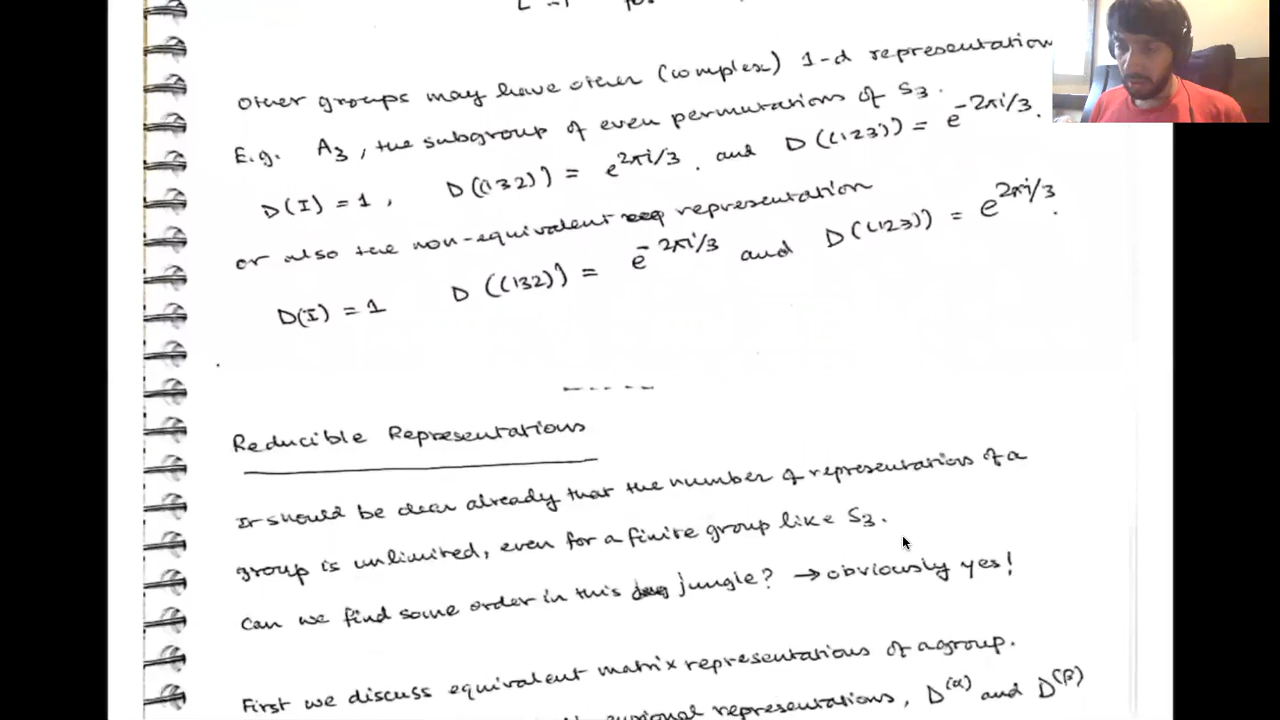 Other groups may have other (complex) 1-d representation
E.g. A3, the subgroup of even permutations of S3.
D(I) = 1, D((132)) = e^2πi/3. and D((123)) = e^-2πi/3.
or also the non-equivalent representation
D(I) = 1 D((132)) = e^-2πi/3 and D((123)) = e^2πi/3.
-----
Reducible Representations
It should be clear already that the number of representations of a
group is unlimited, even for a finite group like S3.
Can we find some order in this jungle? → obviously yes!
First we discuss equivalent matrix representations of a group.
representations, D^(α) and D^(β)